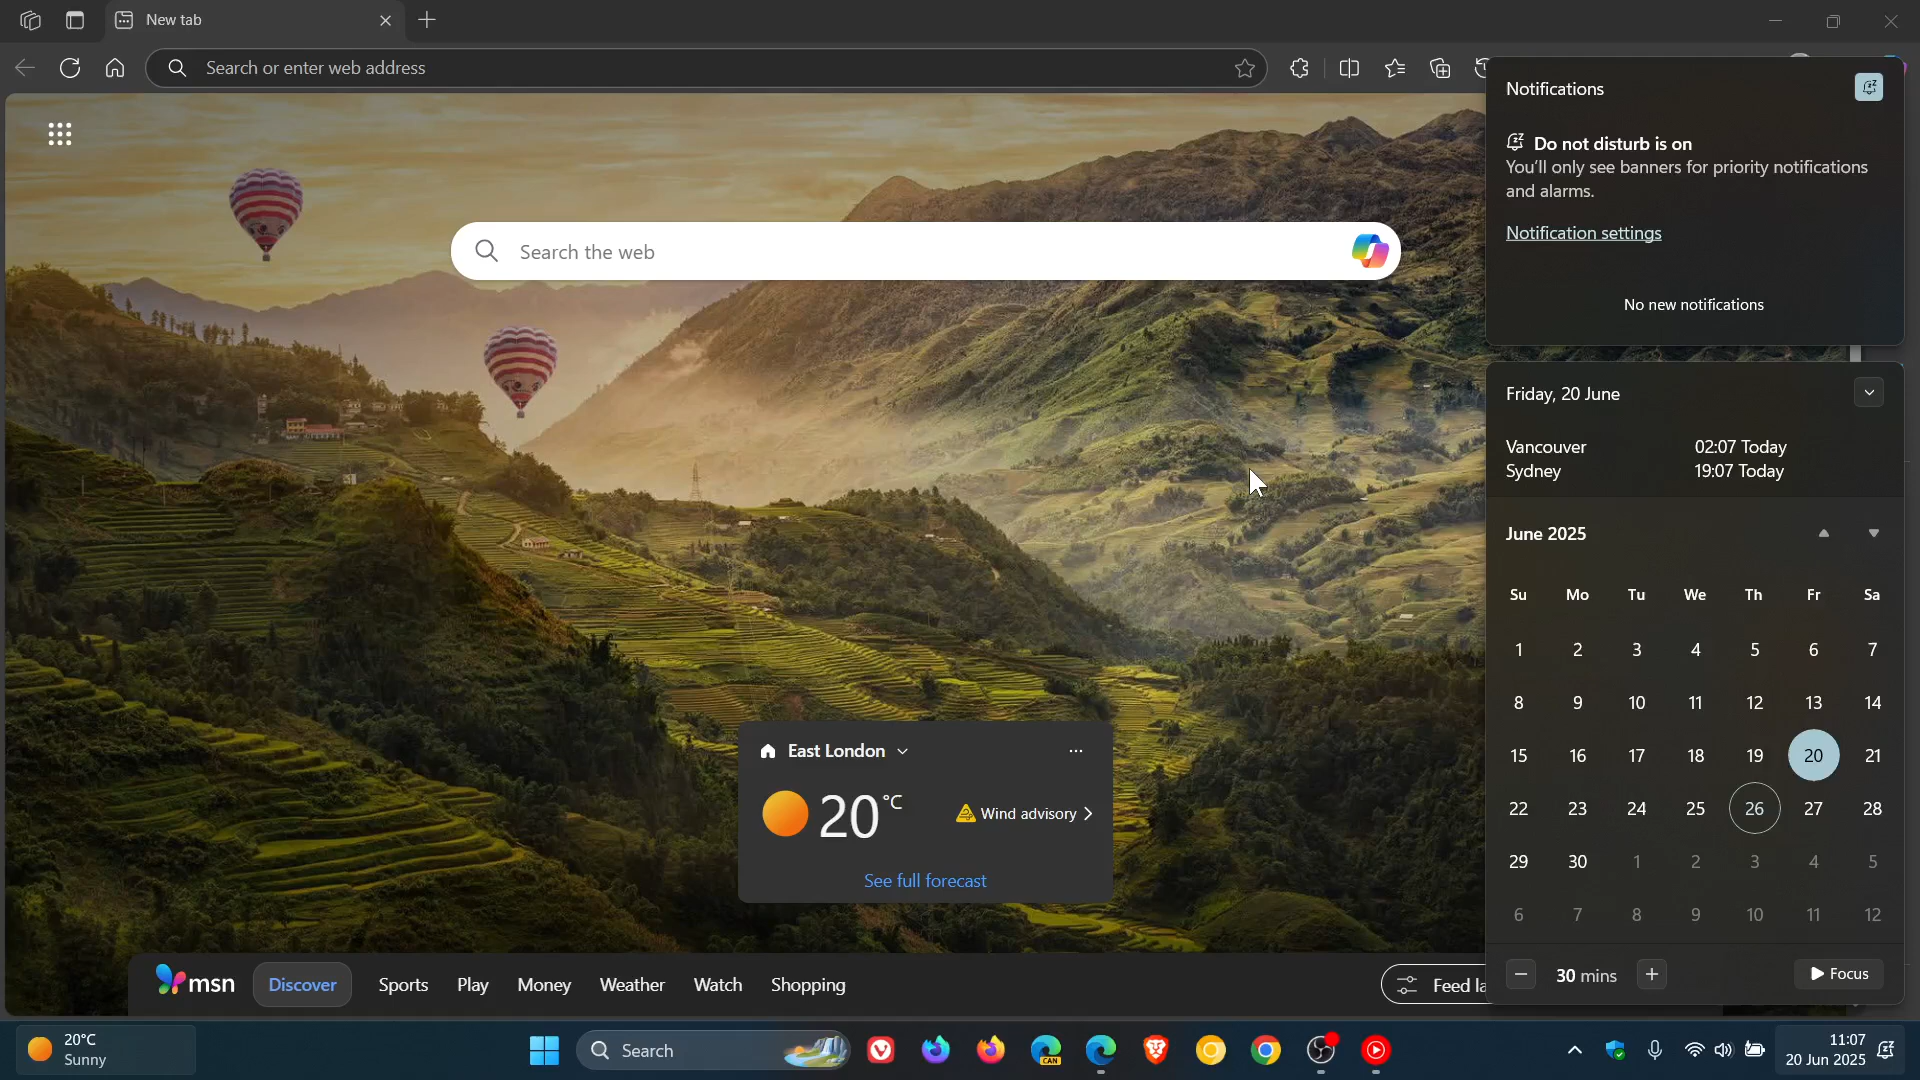 New tab
Search or enter web address
Notifications
Do not disturb is on
You'll only see banners for priority notifications
and alarms.
Notification settings
No new notifications
Search the web
Friday, 20 June
Vancouver 02:07 Today
Sydney 19:07 Today
June 2025
Su Mo Tu We Th Fr Sa
1 2 3 4 5 6 7
8 9 10 11 12 13 14
15 16 17 18 19 20 21
22 23 24 25 26 27 28
29 30 1 2 3 4 5
6 7 8 9 10 11 12
30 mins Focus
East London
20°C Wind advisory
See full forecast
msn Discover Sports Play Money Weather Watch Shopping Feed la
20°C
Sunny
Search
CAN
11:07
20 Jun 2025